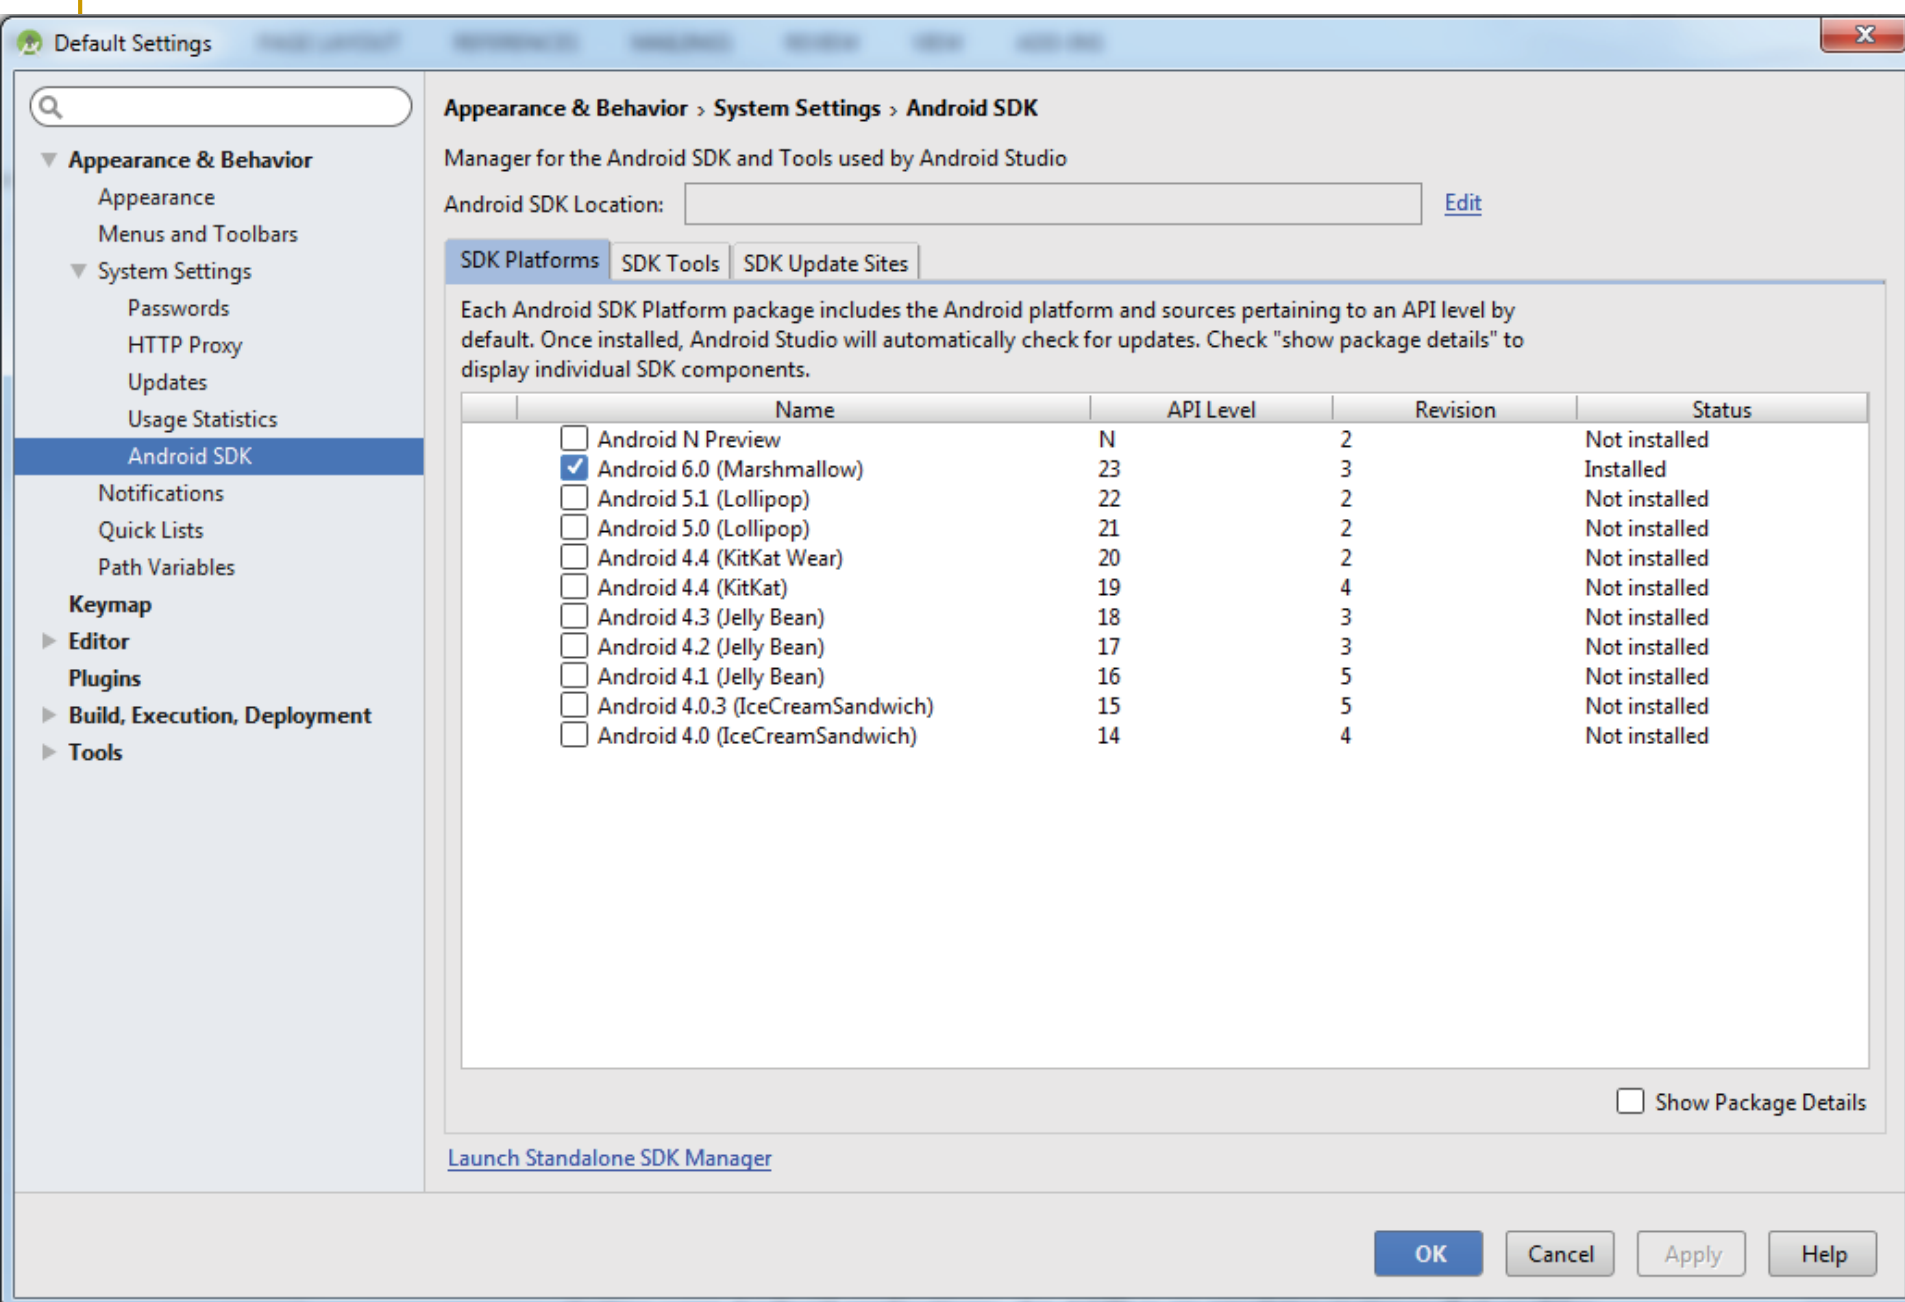 Default Settings
Appearance & Behavior
Appearance
Menus and Toolbars
System Settings
Passwords
HTTP Proxy
Updates
Usage Statistics
Android SDK
Notifications
Quick Lists
Path Variables
Keymap
Editor
Plugins
Build, Execution, Deployment
Tools
Appearance & Behavior › System Settings › Android SDK
Manager for the Android SDK and Tools used by Android Studio
Android SDK Location: Edit
SDK Platforms SDK Tools SDK Update Sites
Each Android SDK Platform package includes the Android platform and sources pertaining to an API level by
default. Once installed, Android Studio will automatically check for updates. Check "show package details" to
display individual SDK components.
Name API Level Revision Status
Android N Preview N 2 Not installed
Android 6.0 (Marshmallow) 23 3 Installed
Android 5.1 (Lollipop) 22 2 Not installed
Android 5.0 (Lollipop) 21 2 Not installed
Android 4.4 (KitKat Wear) 20 2 Not installed
Android 4.4 (KitKat) 19 4 Not installed
Android 4.3 (Jelly Bean) 18 3 Not installed
Android 4.2 (Jelly Bean) 17 3 Not installed
Android 4.1 (Jelly Bean) 16 5 Not installed
Android 4.0.3 (IceCreamSandwich) 15 5 Not installed
Android 4.0 (IceCreamSandwich) 14 4 Not installed
Show Package Details
Launch Standalone SDK Manager
OK Cancel Apply Help